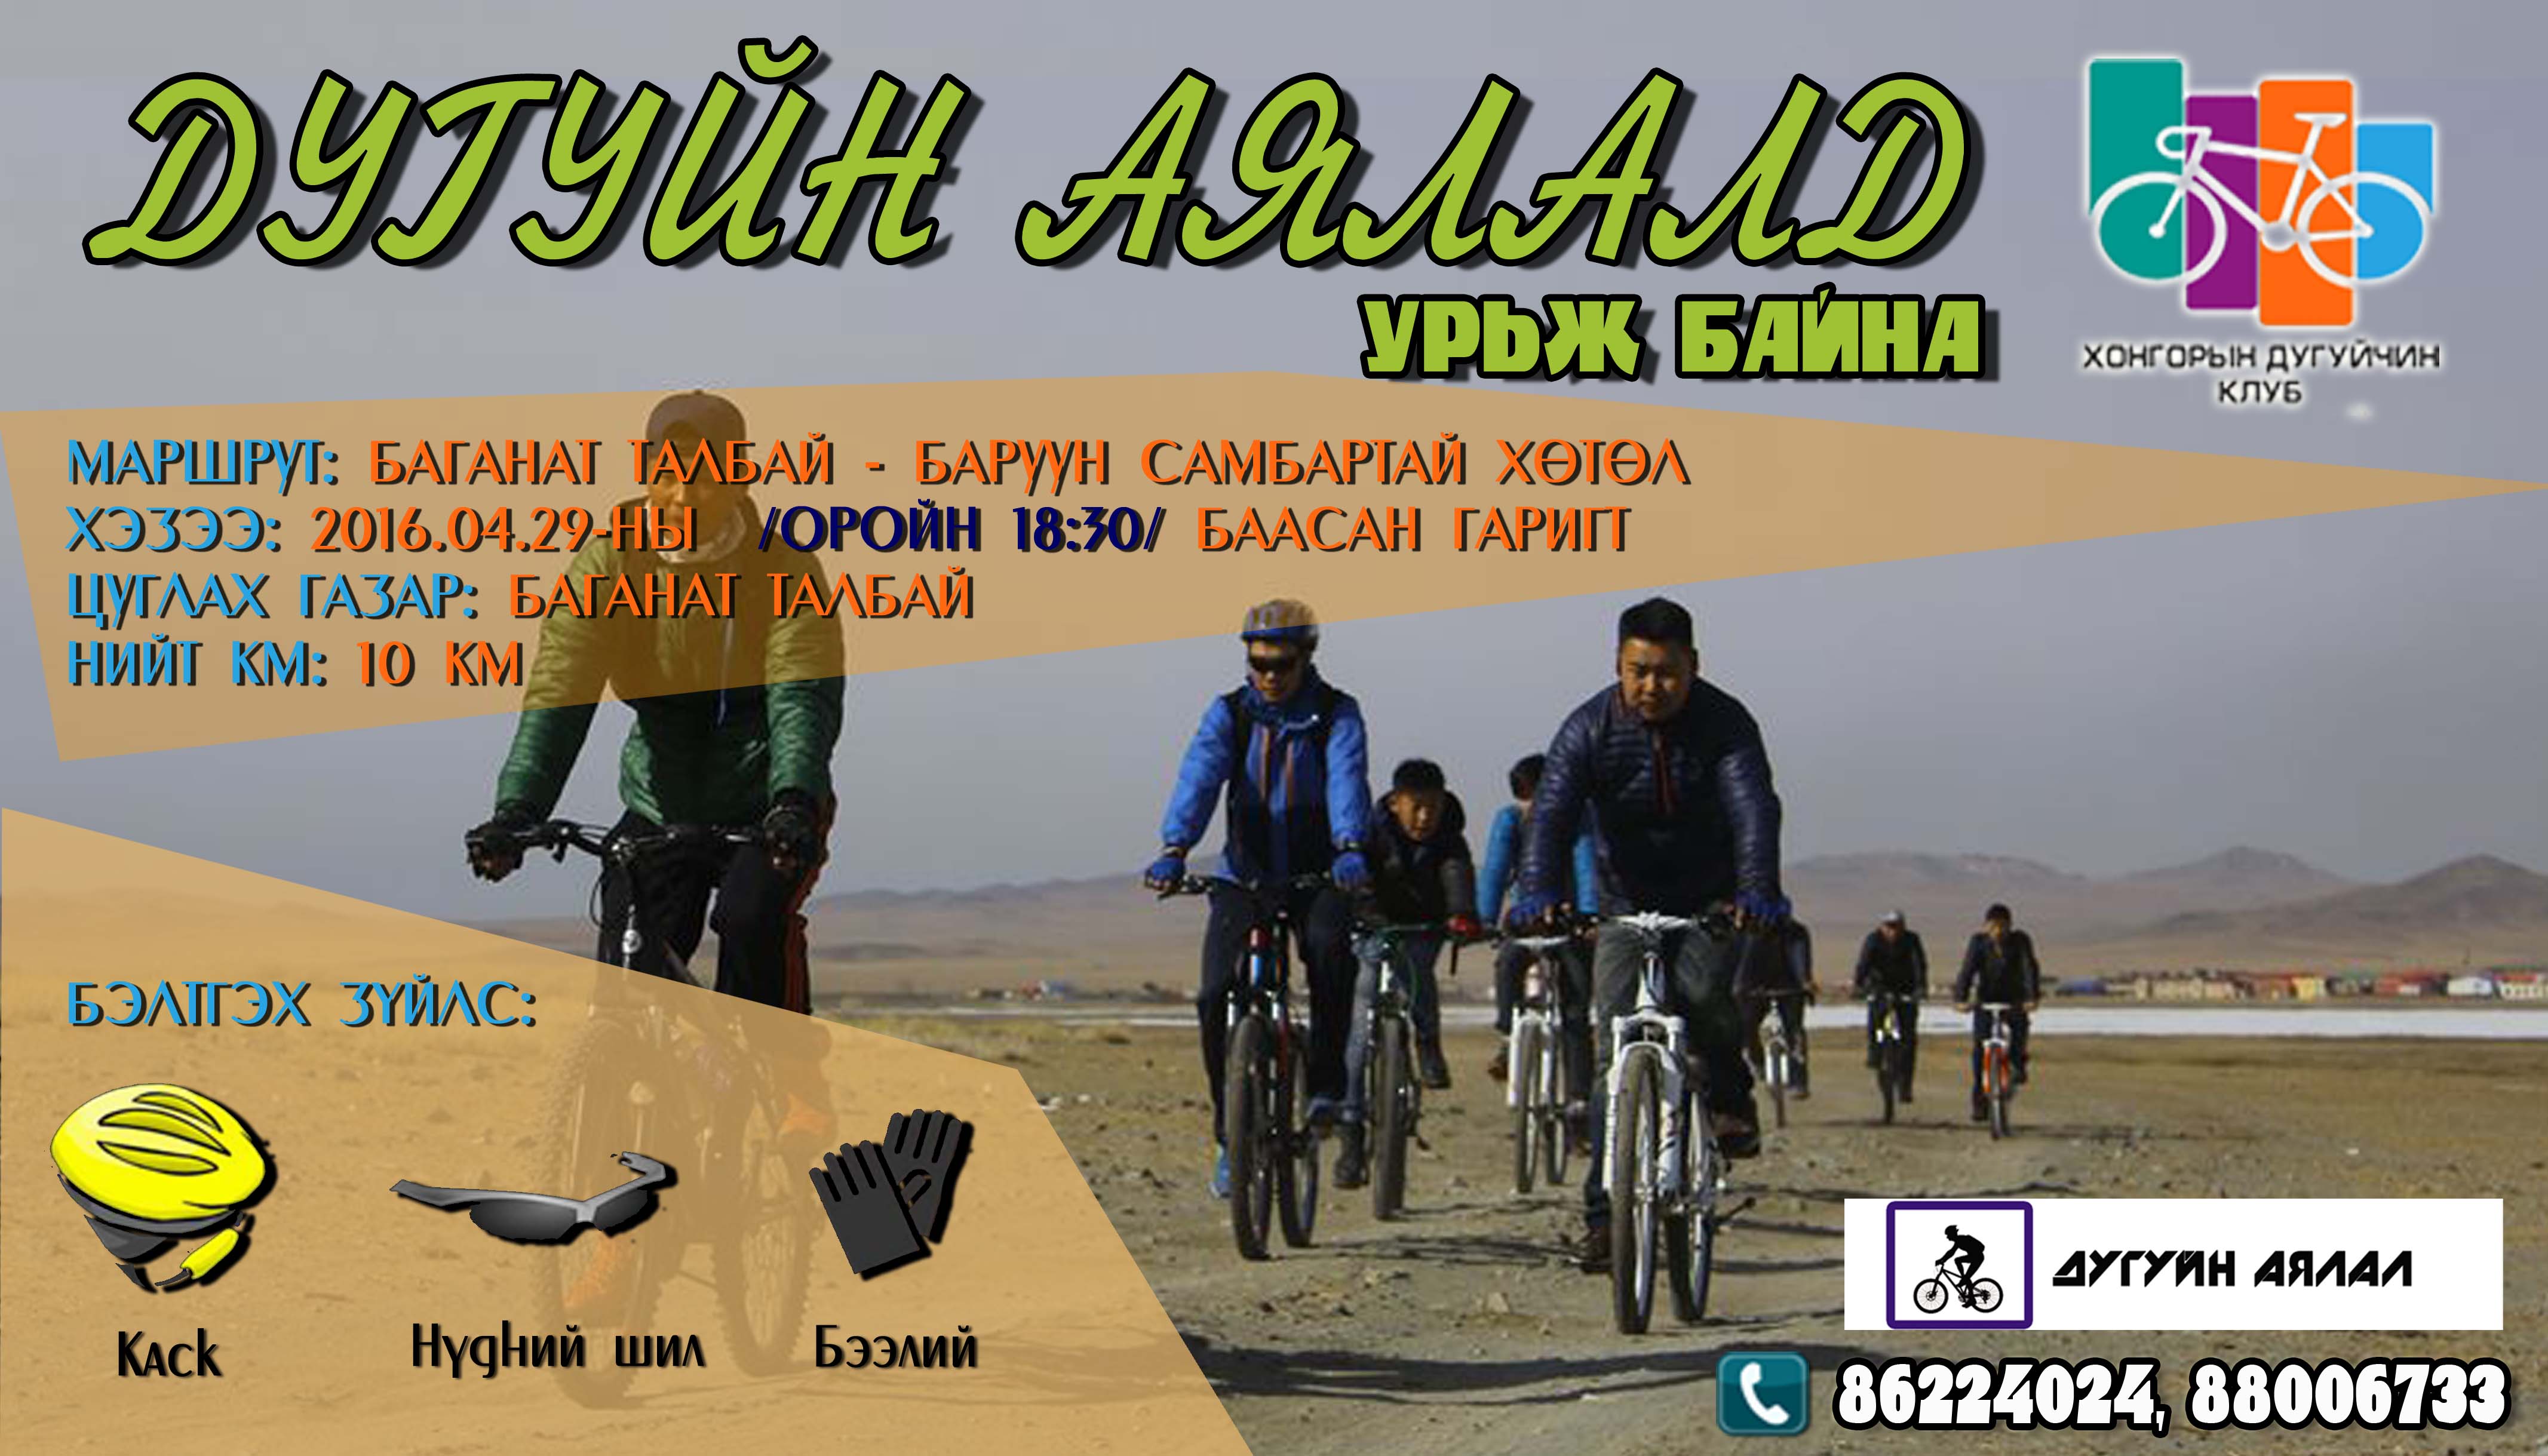 ДУГУЙН АЯЛАЛД
УРЬЖ БАЙНА
ХОНГОРЫН ДУГУЙЧИН
КЛУБ
МАРШРУТ: БАГАНАТ ТАЛБАЙ - БАРУУН САМБАРТАЙ ХӨТӨЛ
ХЭЗЭЭ: 2016.04.29-НЫ /ОРОЙН 18:30/ БААСАН ГАРИГТ
ЦУГЛАХ ГАЗАР: БАГАНАТ ТАЛБАЙ
НИЙТ КМ: 10 КМ
БЭЛТГЭХ ЗҮЙЛС:
Каск
Нүдний шил
Бээлий
ДУГУЙН АЯЛАЛ
86224024, 88006733